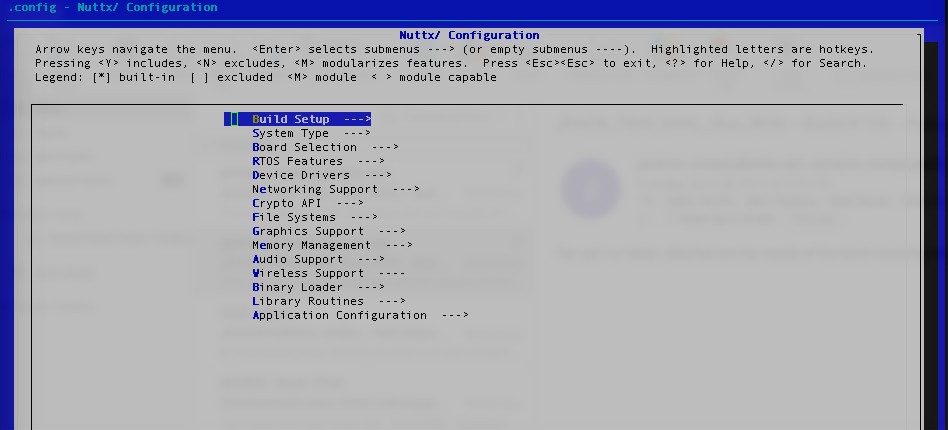 .config - Nuttx/ Configuration
Nuttx/ Configuration
Arrow keys navigate the menu.  <Enter> selects submenus ---> (or empty submenus ----).  Highlighted letters are hotkeys.
Pressing <Y> includes, <N> excludes, <M> modularizes features.  Press <Esc><Esc> to exit, <?> for Help, </> for Search.
Legend: [*] built-in  [ ] excluded  <M> module  < > module capable
Build Setup  --->
System Type  --->
Board Selection  --->
RTOS Features  --->
Device Drivers  --->
Networking Support  --->
Crypto API  --->
File Systems  --->
Graphics Support  --->
Memory Management  --->
Audio Support  --->
Wireless Support  ----
Binary Loader  --->
Library Routines  --->
Application Configuration  --->